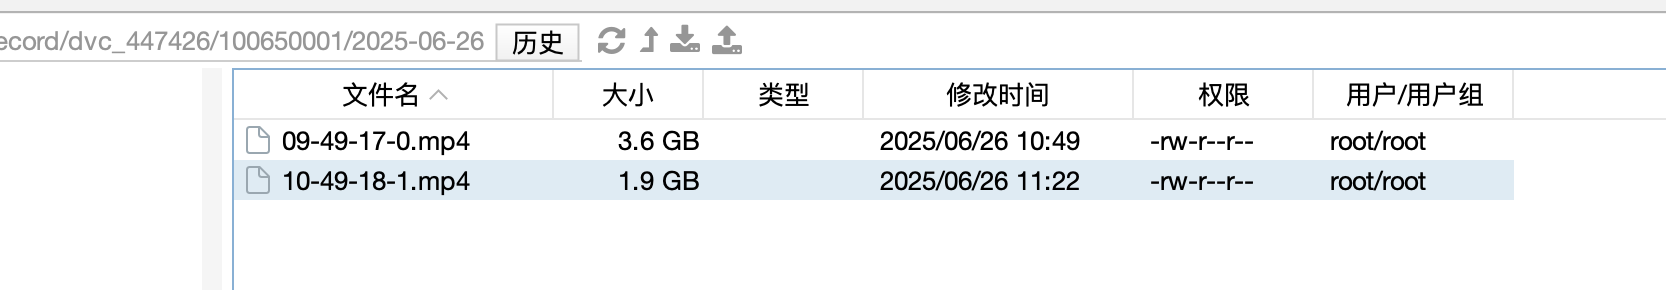 ecord/dvc_447426/100650001/2025-06-26 历史
文件名 大小 类型 修改时间 权限 用户/用户组
09-49-17-0.mp4 3.6 GB 2025/06/26 10:49 -rw-r--r-- root/root
10-49-18-1.mp4 1.9 GB 2025/06/26 11:22 -rw-r--r-- root/root